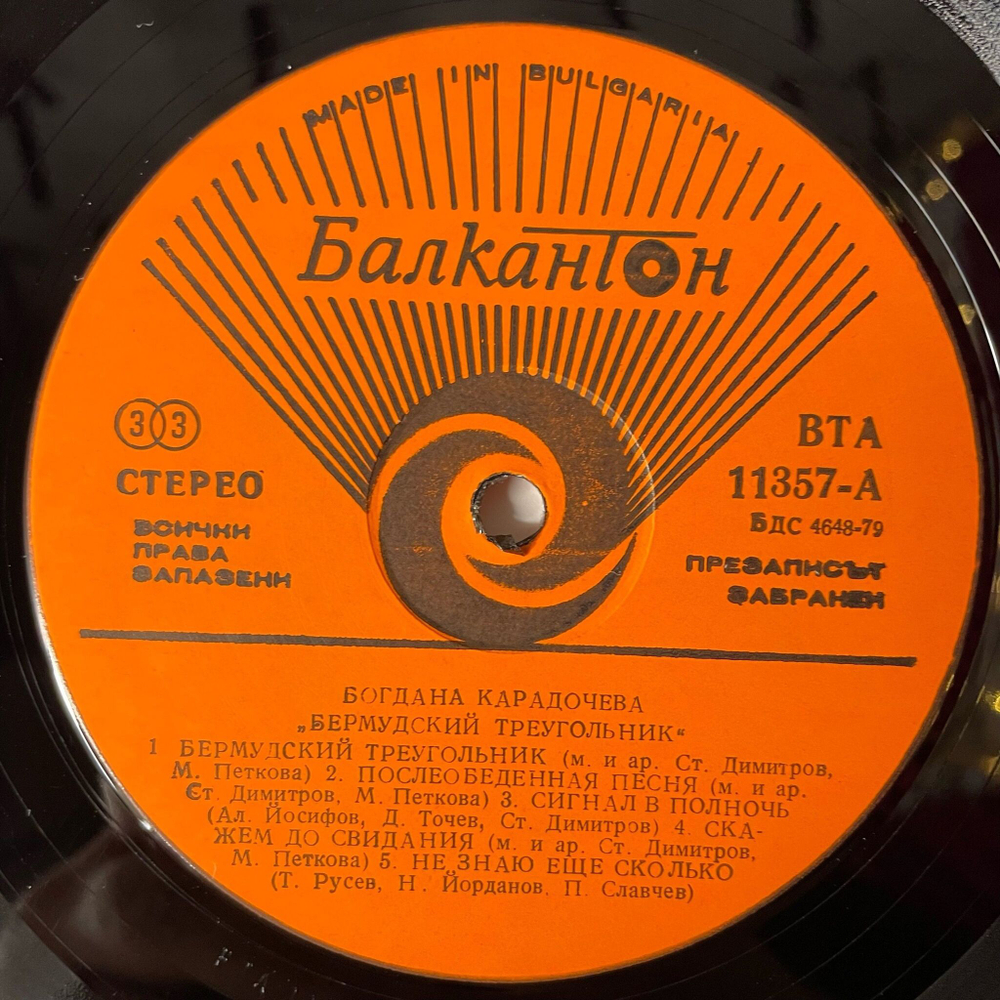 MADE IN BULGARIA
Балкантон
33
СТЕРЕО
ВСИЧКИ
ПРАВА
ЗАПАЗЕНИ
ВТА
11357-А
БДС 4648-79
ПРЕЗАПИСЪТ
ЗАБРАНЕН
БОГДАНА КАРАДОЧЕВА
„БЕРМУДСКИЙ ТРЕУГОЛЬНИК“
1 БЕРМУДСКИЙ ТРЕУГОЛЬНИК (м. и ар. Ст. Димитров,
М. Петкова) 2. ПОСЛЕОБЕДЕННАЯ ПЕСНЯ (м. и ар.
Ст. Димитров, М. Петкова) 3. СИГНАЛ В ПОЛНОЧЬ
(Ал. Йосифов, Д. Точев, Ст. Димитров) 4. СКА-
ЖЕМ ДО СВИДАНИЯ (м. и ар. Ст. Димитров,
М. Петкова) 5. НЕ ЗНАЮ ЕЩЕ СКОЛЬКО
(Т. Русев, Н. Йорданов. П. Славчев)